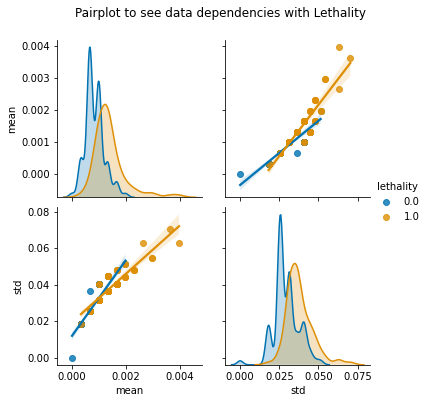 Pairplot to see data dependencies with Lethality
0.004
0.003
0.002
0.001
0.000
mean
lethality
0.0
1.0
0.08
0.06
0.04
0.02
0.00
std
0.000 0.002 0.004
mean
0.000 0.025 0.050 0.075
std